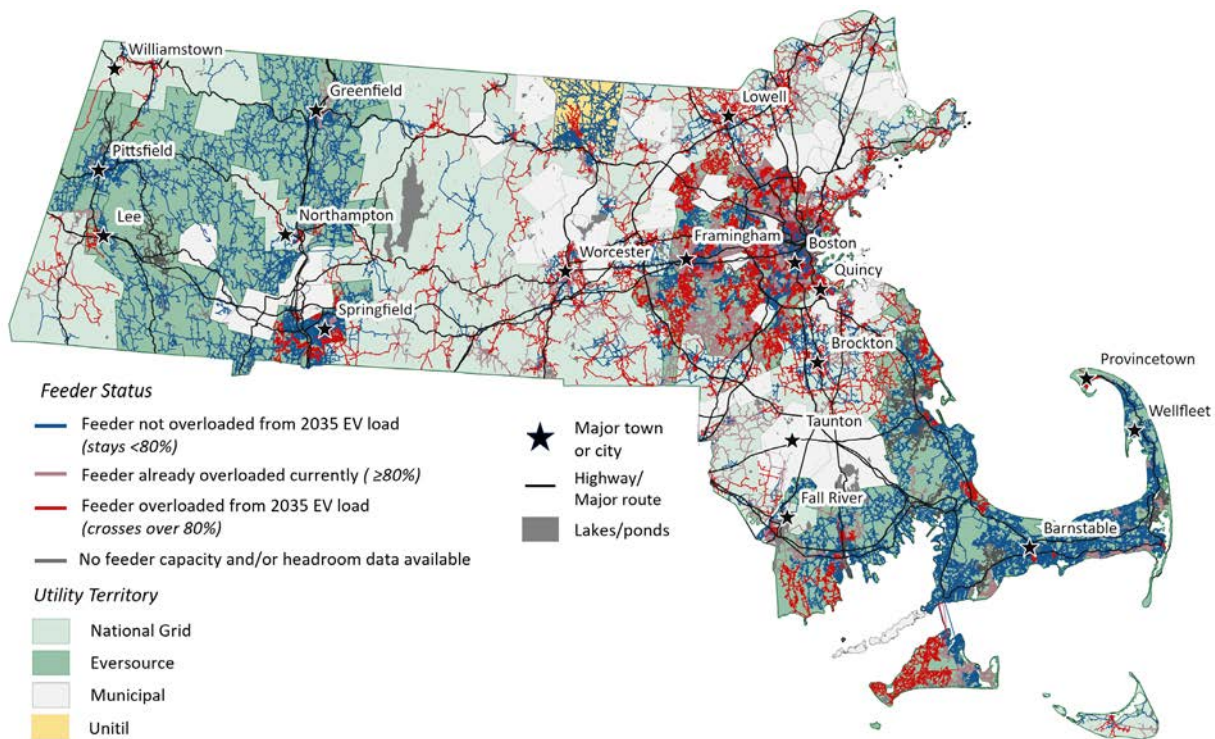 Williamstown
Greenfield
Lowell
Pittsfield
Lee
Northampton
Worcester
Framingham
Boston
Quincy
Springfield
Brockton
Provincetown
Wellfleet
Taunton
Fall River
Barnstable
Feeder Status
Feeder not overloaded from 2035 EV load
(stays <80%)
Feeder already overloaded currently ( ≥80%)
Feeder overloaded from 2035 EV load
(crosses over 80%)
No feeder capacity and/or headroom data available
Major town
or city
Highway/
Major route
Lakes/ponds
Utility Territory
National Grid
Eversource
Municipal
Unitil